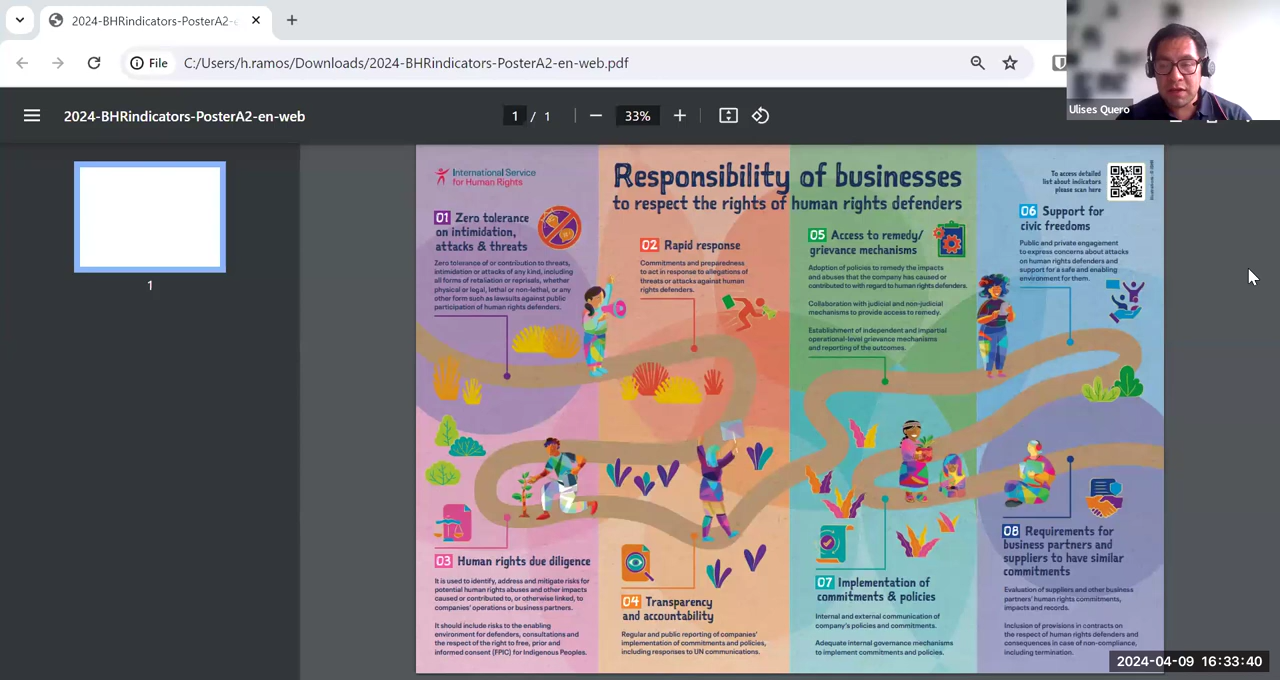 2024-BHRindicators-PosterA2-e
File
C:/Users/h.ramos/Downloads/2024-BHRindicators-PosterA2-en-web.pdf
Ulises Quero
2024-BHRindicators-PosterA2-en-web
1 / 1
33%
1
International Service
for Human Rights
Responsibility of businesses
to respect the rights of human rights defenders
To access detailed
list about indicators
please scan here
01 Zero tolerance
on intimidation,
attacks & threats
Zero tolerance of or contribution to threats,
intimidation or attacks of any kind, including
all forms of retaliation or reprisals, whether
physical or legal, lethal or non-lethal, or any
other form such as lawsuits against public
participation of human rights defenders.
02 Rapid response
Commitments and preparedness
to act in response to allegations of
threats or attacks against human
rights defenders.
05 Access to remedy/
grievance mechanisms
Adoption of policies to remedy the impacts
and abuses that the company has caused or
contributed to with regard to human rights defenders.
Collaboration with judicial and non-judicial
mechanisms to provide access to remedy.
Establishment of independent and impartial
operational-level grievance mechanisms
and reporting of the outcomes.
06 Support for
civic freedoms
Public and private engagement
to express concerns about attacks
on human rights defenders and
support for a safe and enabling
environment for them.
03 Human rights due diligence
It is used to identify, address and mitigate risks for
potential human rights abuses and other impacts
caused or contributed to, or otherwise linked, to
companies' operations or business partners.
It should include risks to the enabling
environment for defenders, consultations and
the respect of the right to free, prior and
informed consent (FPIC) for Indigenous Peoples.
04 Transparency
and accountability
Regular and public reporting of companies'
implementation of commitments and policies,
including responses to UN communications.
07 Implementation of
commitments & policies
Internal and external communication of
company's policies and commitments.
Adequate internal governance mechanisms
to implement commitments and policies.
08 Requirements for
business partners and
suppliers to have similar
commitments
Evaluation of suppliers and other business
partners' human rights commitments,
impacts and records.
Inclusion of provisions in contracts on
the respect of human rights defenders and
consequences in case of non-compliance,
including termination.
2024-04-09 16:33:40